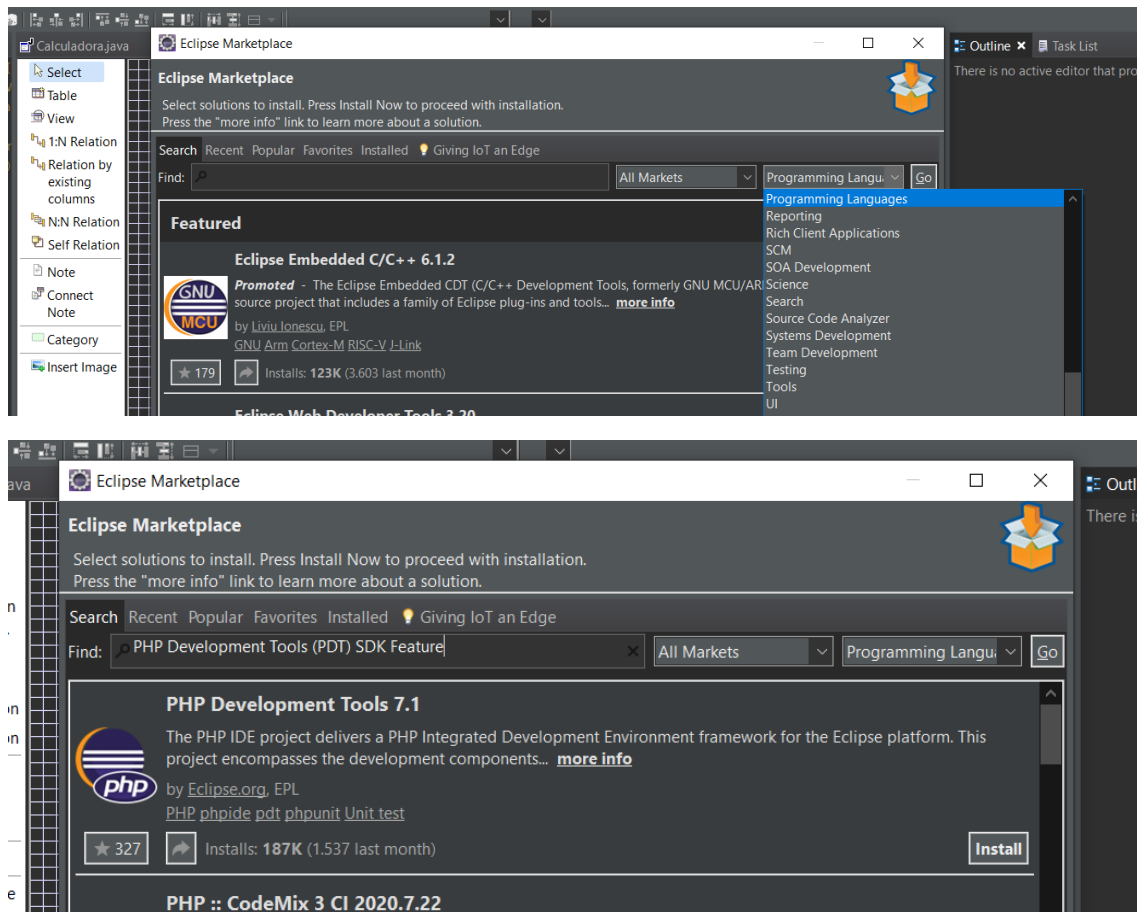 Calculadora.java
Eclipse Marketplace
Outline
Task List
Select
Table
View
1:N Relation
Relation by
existing
columns
N:N Relation
Self Relation
Note
Connect
Note
Category
Insert Image
Eclipse Marketplace
Select solutions to install. Press Install Now to proceed with installation.
Press the "more info" link to learn more about a solution.
Search Recent Popular Favorites Installed Giving IoT an Edge
Find: All Markets Programming Langu Go
Featured
Eclipse Embedded C/C++ 6.1.2
Promoted - The Eclipse Embedded CDT (C/C++ Development Tools, formerly GNU MCU/AR
source project that includes a family of Eclipse plug-ins and tools... more info
by Liviu Ionescu, EPL
GNU Arm Cortex-M RISC-V J-Link
GNU
MCU
179 Installs: 123K (3.603 last month)
Eclipse Web Developer Tools 3.20
Programming Languages
Reporting
Rich Client Applications
SCM
SOA Development
Science
Search
Source Code Analyzer
Systems Development
Team Development
Testing
Tools
UI
There is no active editor that pro
ava
Eclipse Marketplace
Outl
There is
n
on
on
e
Eclipse Marketplace
Select solutions to install. Press Install Now to proceed with installation.
Press the "more info" link to learn more about a solution.
Search Recent Popular Favorites Installed Giving IoT an Edge
Find: PHP Development Tools (PDT) SDK Feature All Markets Programming Langu Go
PHP Development Tools 7.1
The PHP IDE project delivers a PHP Integrated Development Environment framework for the Eclipse platform. This
project encompasses the development components... more info
by Eclipse.org, EPL
PHP phpide pdt phpunit Unit test
php
327 Installs: 187K (1.537 last month) Install
PHP :: CodeMix 3 CI 2020.7.22